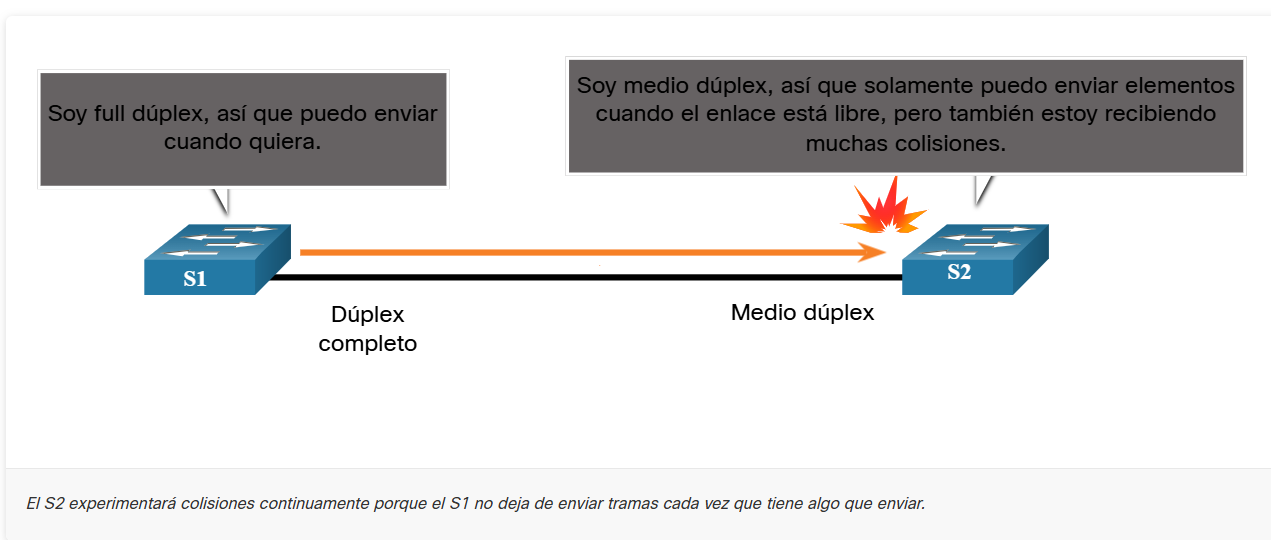 Soy full dúplex, así que puedo enviar
cuando quiera.
Soy medio dúplex, así que solamente puedo enviar elementos
cuando el enlace está libre, pero también estoy recibiendo
muchas colisiones.
S1
S2
Dúplex
completo
Medio dúplex
El S2 experimentará colisiones continuamente porque el S1 no deja de enviar tramas cada vez que tiene algo que enviar.